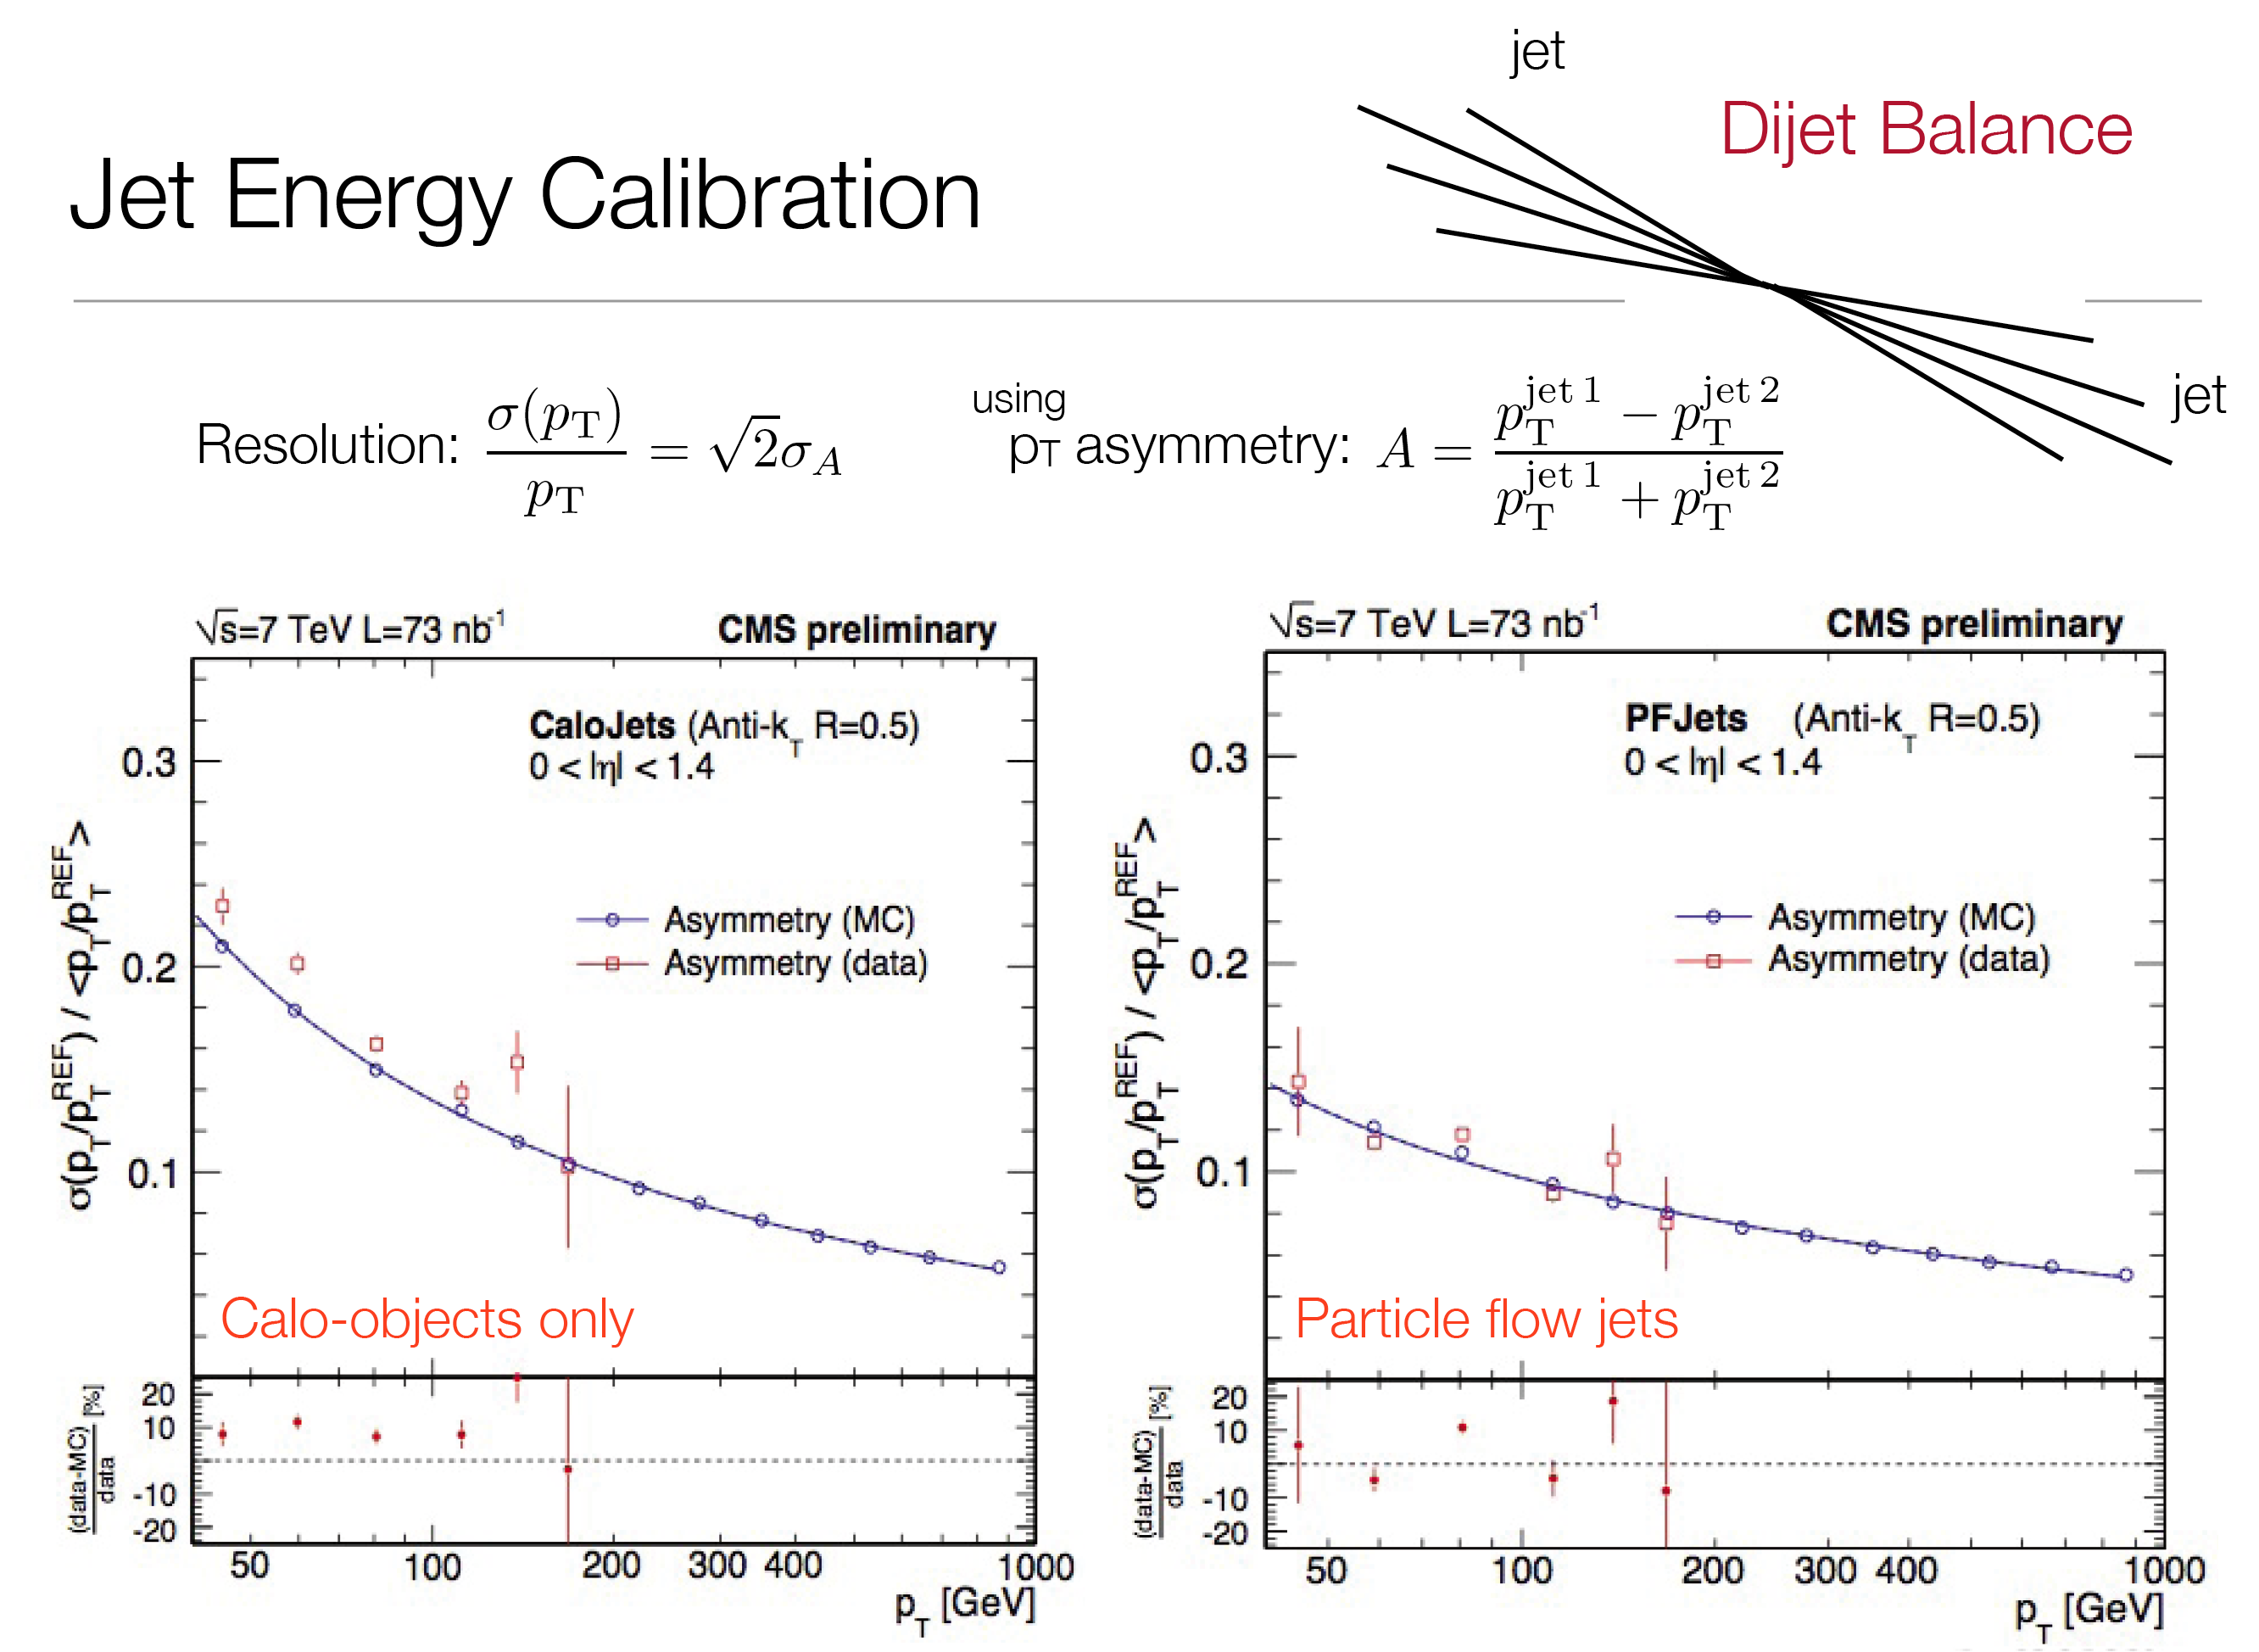 jet
Dijet Balance
Jet Energy Calibration
jet
Resolution: σ(p_T) / p_T = √2σ_A
using
p_T asymmetry: A = (p_T^{jet 1} − p_T^{jet 2}) / (p_T^{jet 1} + p_T^{jet 2})
√s=7 TeV L=73 nb⁻¹ CMS preliminary
CaloJets (Anti-k_T R=0.5)
0 < |η| < 1.4
0.3
Asymmetry (MC)
Asymmetry (data)
0.2
0.1
σ(p_T/p_T^REF) / <p_T/p_T^REF>
Calo-objects only
20
10
-10
-20
(data-MC) / data [%]
50 100 200 300 400 1000
p_T [GeV]
√s=7 TeV L=73 nb⁻¹ CMS preliminary
PFJets (Anti-k_T R=0.5)
0 < |η| < 1.4
0.3
Asymmetry (MC)
Asymmetry (data)
0.2
0.1
σ(p_T/p_T^REF) / <p_T/p_T^REF>
Particle flow jets
20
10
-10
-20
(data-MC) / data [%]
50 100 200 300 400 1000
p_T [GeV]